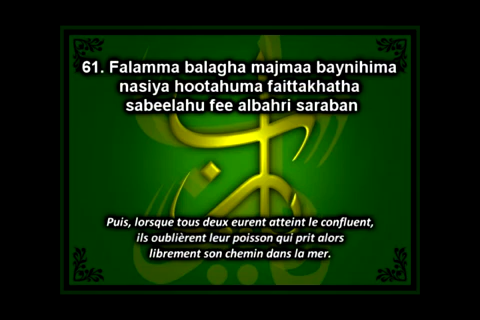 61. Falamma balagha majmaa baynihima
nasiya hootahuma faittakhatha
sabeelahu fee albahri saraban
Puis, lorsque tous deux eurent atteint le confluent,
ils oublièrent leur poisson qui prit alors
librement son chemin dans la mer.